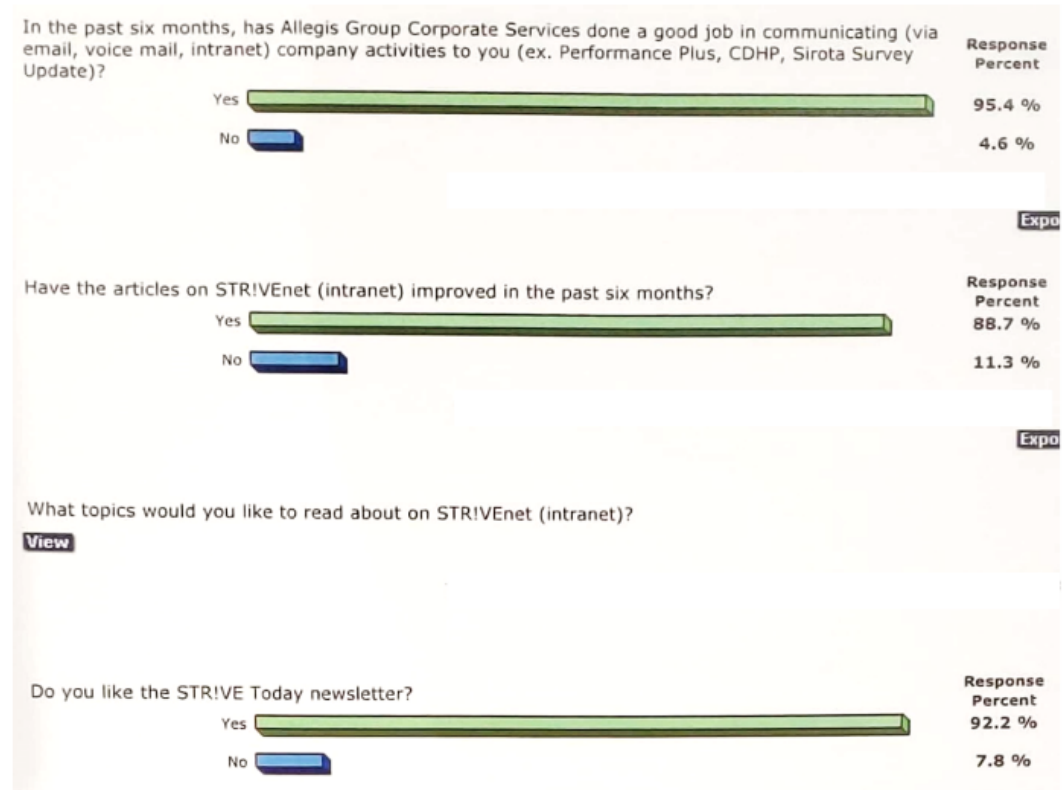 In the past six months, has Allegis Group Corporate Services done a good job in communicating (via
email, voice mail, intranet) company activities to you (ex. Performance Plus, CDHP, Sirota Survey
Update)?
Response
Percent
Yes 95.4 %
No 4.6 %
Expo
Have the articles on STR!VEnet (intranet) improved in the past six months?
Response
Percent
Yes 88.7 %
No 11.3 %
Expo
What topics would you like to read about on STR!VEnet (intranet)?
View
Do you like the STR!VE Today newsletter?
Response
Percent
Yes 92.2 %
No 7.8 %